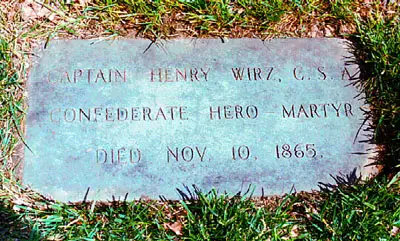 CAPTAIN HENRY WIRZ, C.S.A.
CONFEDERATE HERO - MARTYR
DIED NOV. 10, 1865.